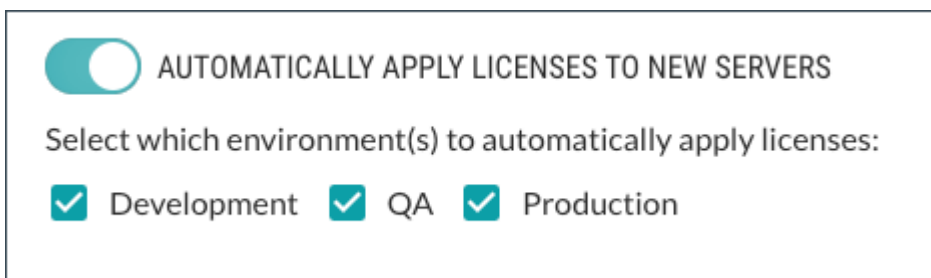 AUTOMATICALLY APPLY LICENSES TO NEW SERVERS
Select which environment(s) to automatically apply licenses:
Development QA Production